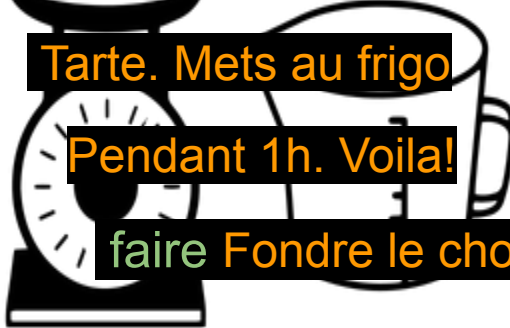 Tarte. Mets au frigo
Pendant 1h. Voila!
faire Fondre le cho